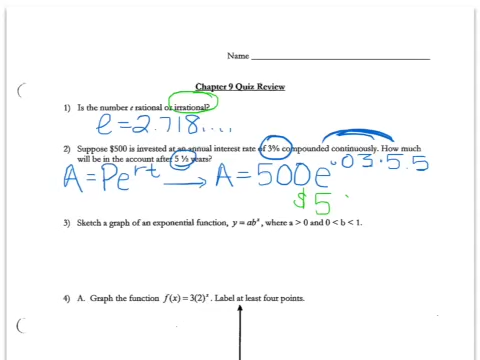 Name
Chapter 9 Quiz Review
1) Is the number e rational or irrational?
e = 2.718....
2) Suppose $500 is invested at an annual interest rate of 3% compounded continuously. How much
will be in the account after 5 ½ years?
A = Pe^rt → A = 500e^.03·5.5
$5
3) Sketch a graph of an exponential function, y = ab^x, where a > 0 and 0 < b < 1.
4) A. Graph the function f(x) = 3(2)^x. Label at least four points.